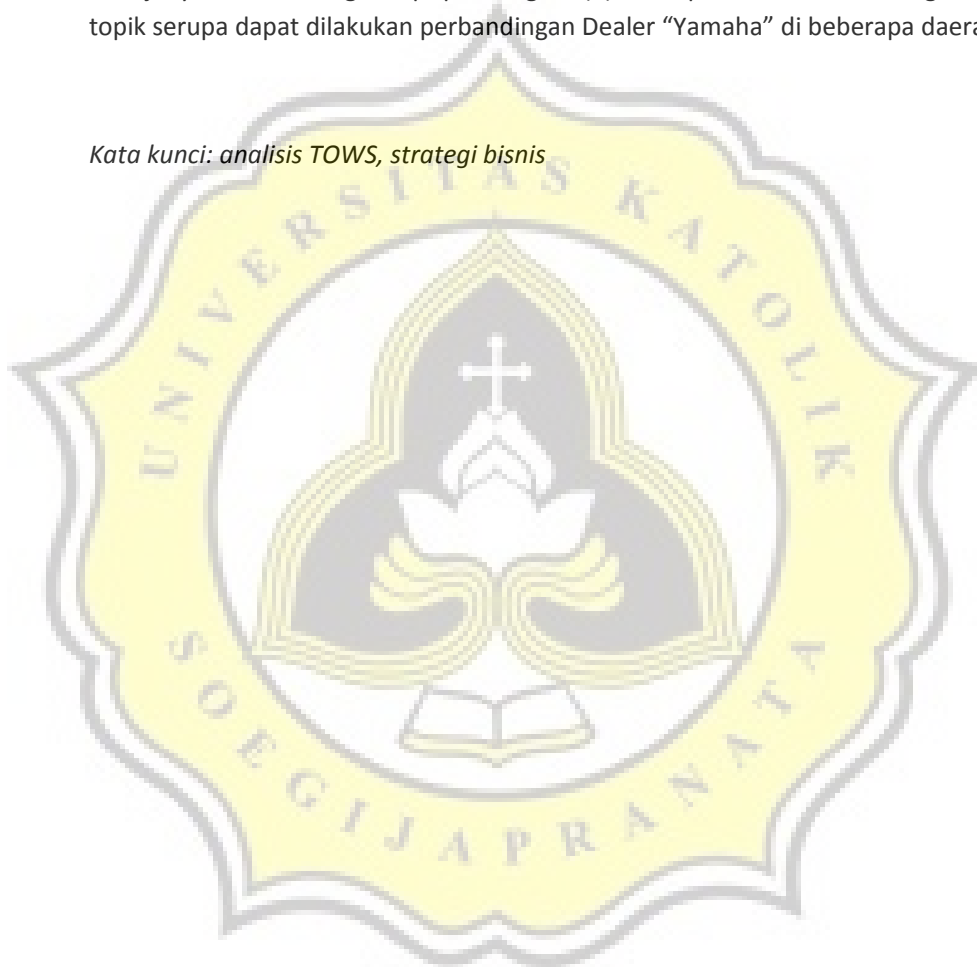 topik serupa dapat dilakukan perbandingan Dealer “Yamaha” di beberapa daera
Kata kunci: analisis TOWS, strategi bisnis
UNIVERSITAS KATOLIK
SOEGIJAPRANATA